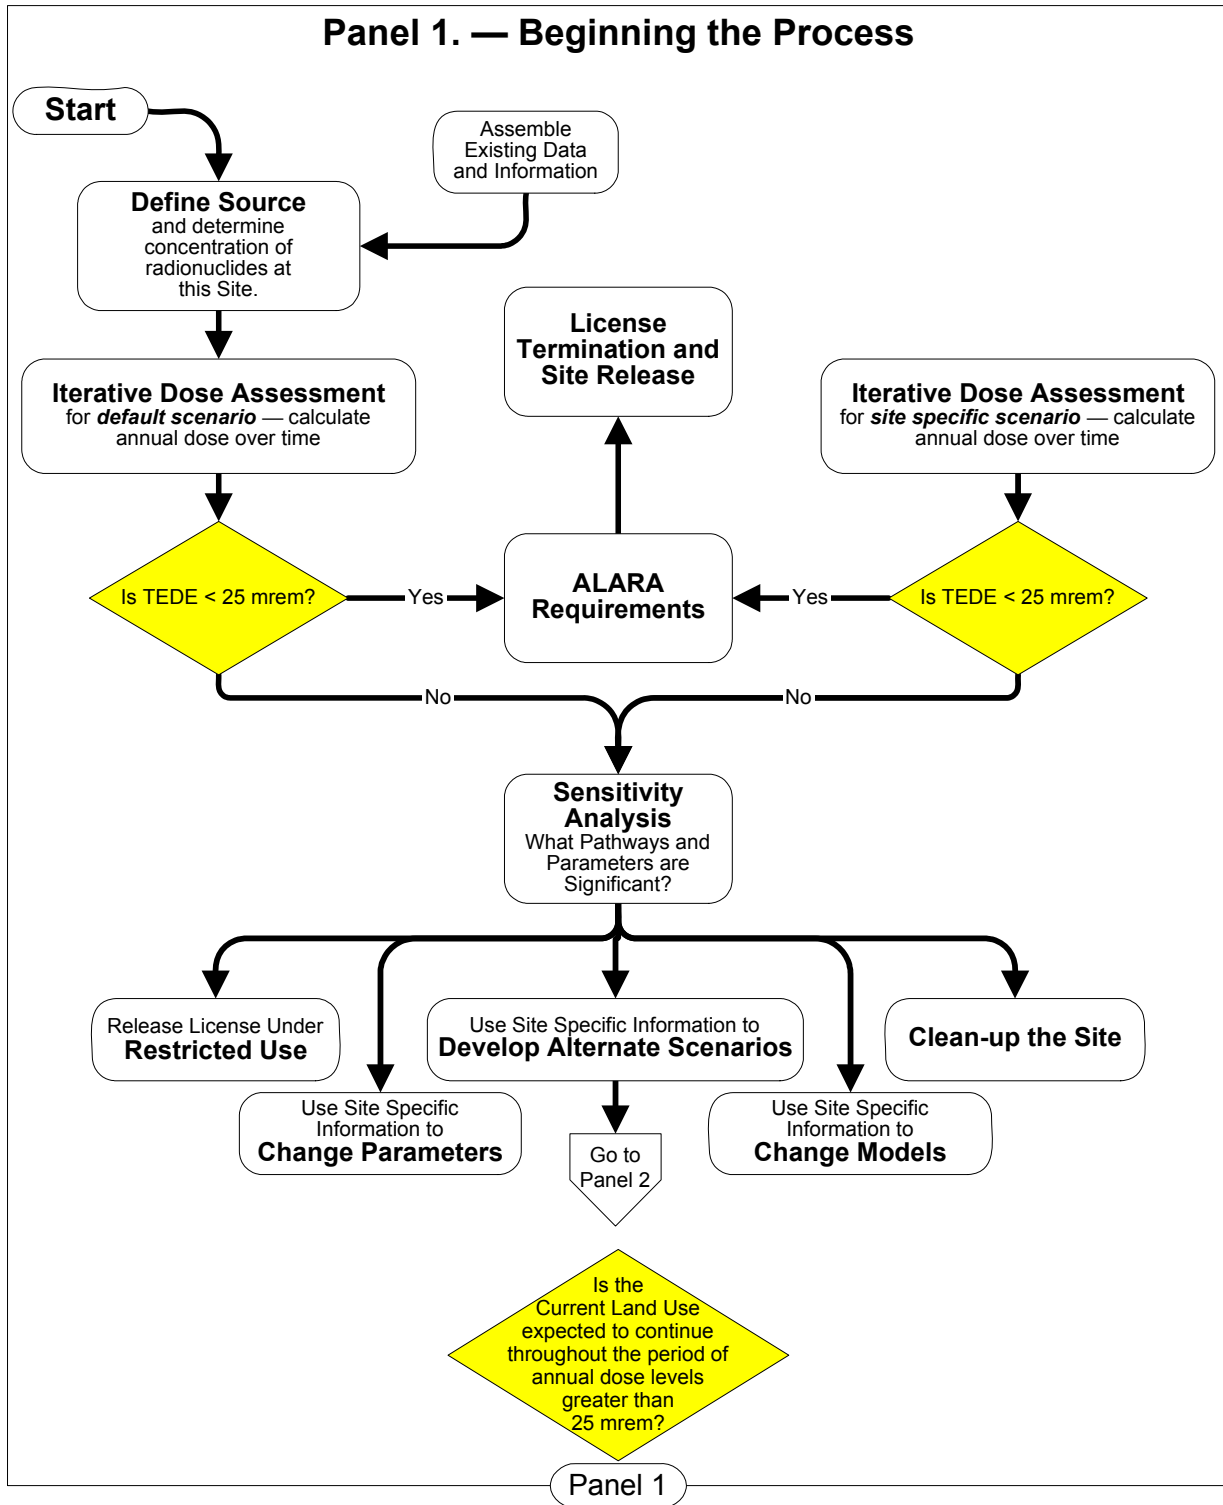 Panel 1. — Beginning the Process
Start
Assemble
Existing Data
and Information
Define Source
and determine
concentration of
radionuclides at
this Site.
License
Termination and
Site Release
Iterative Dose Assessment
for default scenario — calculate
annual dose over time
Iterative Dose Assessment
for site specific scenario — calculate
annual dose over time
Is TEDE < 25 mrem?
Yes
ALARA
Requirements
Yes
Is TEDE < 25 mrem?
No
No
Sensitivity
Analysis
What Pathways and
Parameters are
Significant?
Release License Under
Restricted Use
Use Site Specific Information to
Develop Alternate Scenarios
Clean-up the Site
Use Site Specific
Information to
Change Parameters
Use Site Specific
Information to
Change Models
Go to
Panel 2
Is the
Current Land Use
expected to continue
throughout the period of
annual dose levels
greater than
25 mrem?
Panel 1